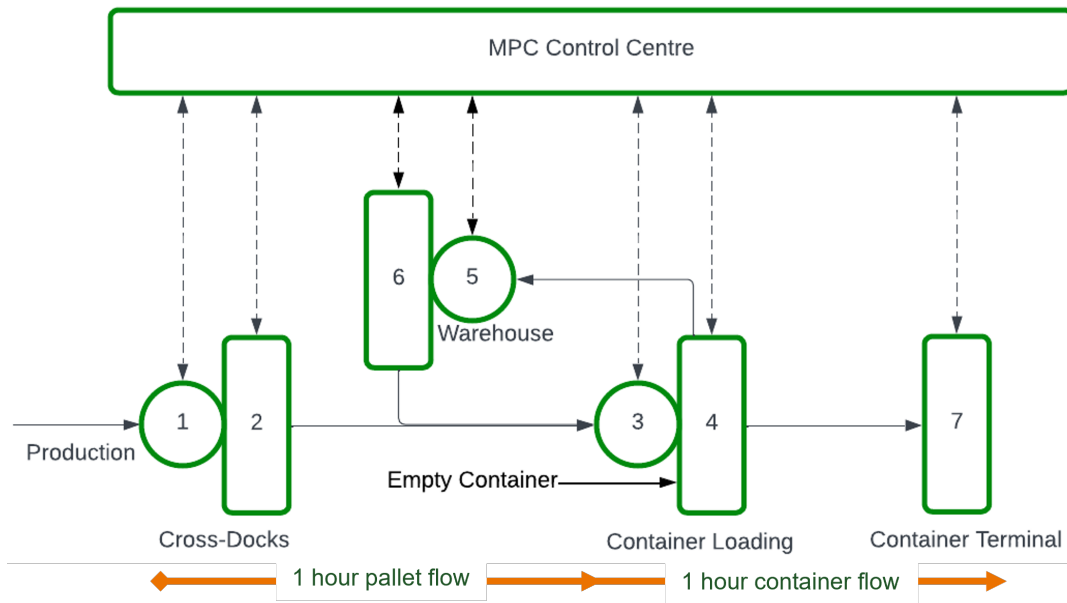 MPC Control Centre
6
5
Warehouse
1
2
3
4
7
Production
Empty Container
Cross-Docks
Container Loading
Container Terminal
1 hour pallet flow
1 hour container flow